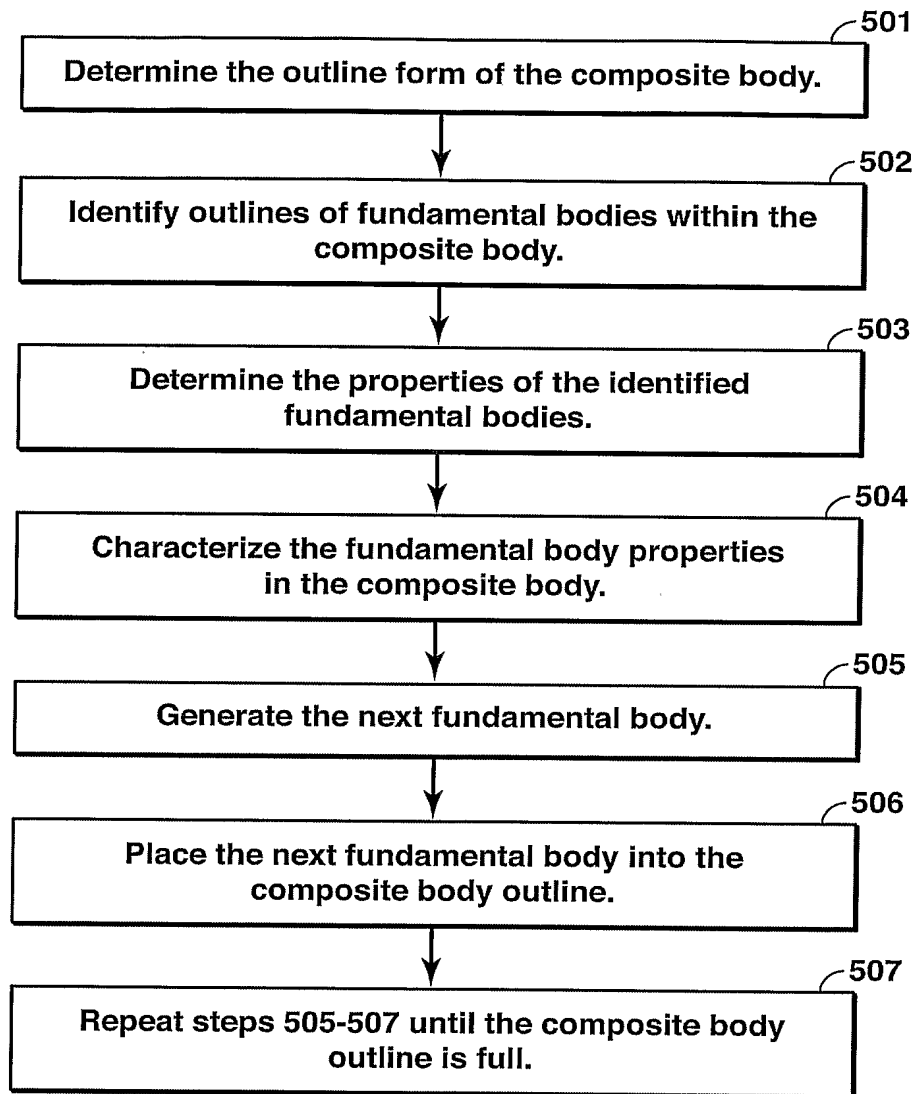 501
Determine the outline form of the composite body.
502
Identify outlines of fundamental bodies within the
composite body.
503
Determine the properties of the identified
fundamental bodies.
504
Characterize the fundamental body properties
in the composite body.
505
Generate the next fundamental body.
506
Place the next fundamental body into the
composite body outline.
507
Repeat steps 505-507 until the composite body
outline is full.